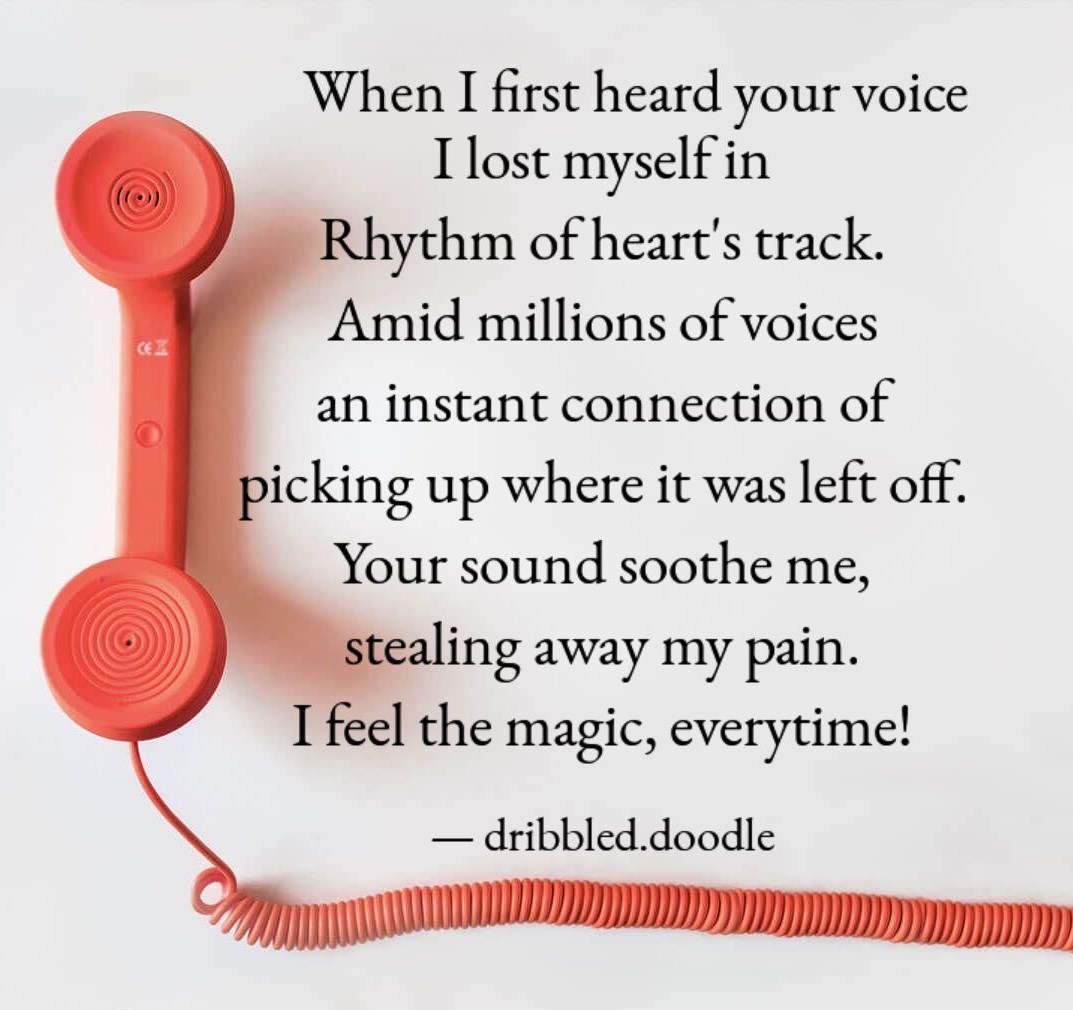 When I first heard your voice
I lost myself in
Rhythm of heart's track.
Amid millions of voices
an instant connection of
picking up where it was left off.
Your sound soothe me,
stealing away my pain.
I feel the magic, everytime!
— dribbled.doodle
CE